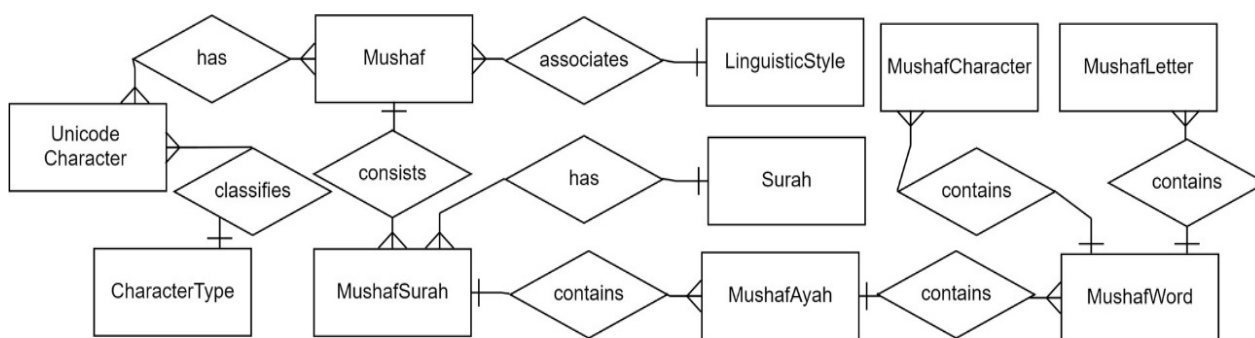 has
Mushaf
associates
LinguisticStyle
MushafCharacter
MushafLetter
Unicode
Character
classifies
consists
has
Surah
contains
contains
CharacterType
MushafSurah
contains
MushafAyah
contains
MushafWord